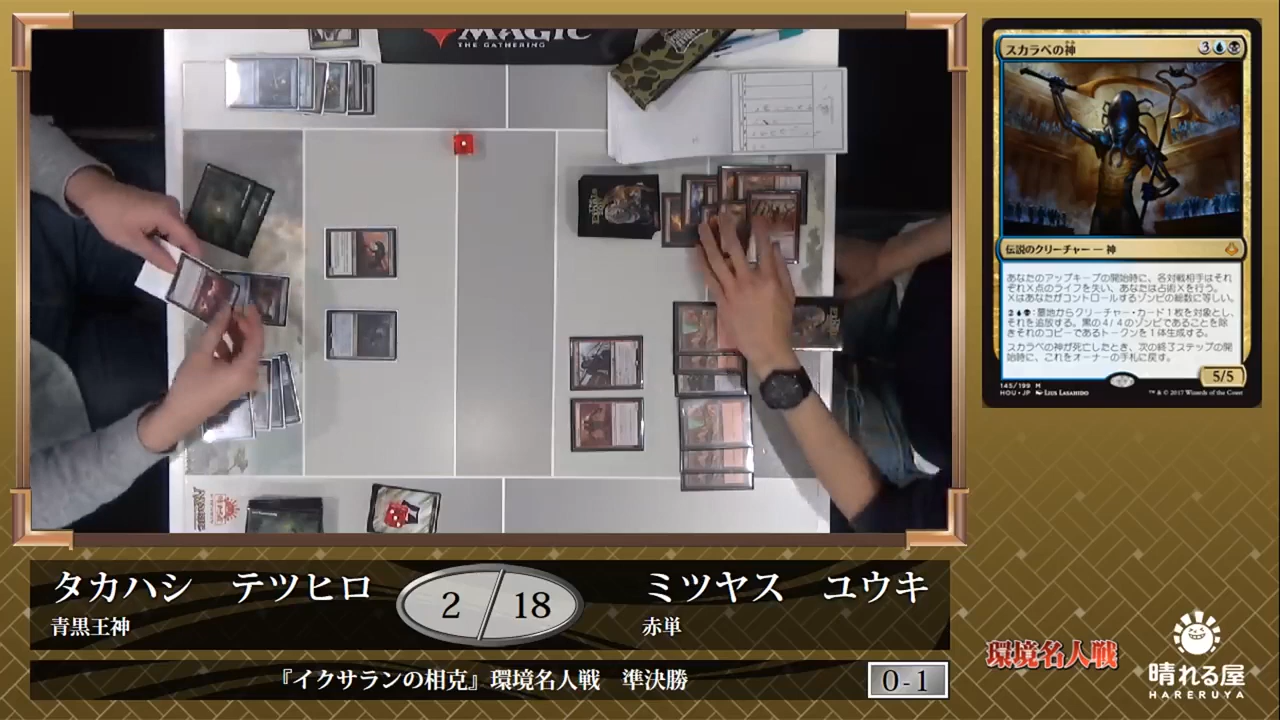 MAGIC
THE GATHERING
スカラベの神
3
伝説のクリーチャー — 神
あなたのアップキープの開始時に、各対戦相手はそれ
ぞれX点のライフを失い、あなたは占術Xを行う。
Xはあなたがコントロールするゾンビの総数に等しい。
2:墓地からクリーチャー・カード1枚を対象とし、
それを追放する。黒の4/4のゾンビであることを除
きそれのコピーであるトークンを1体生成する。
スカラベの神が死亡したとき、次の終了ステップの開
始時に、これをオーナーの手札に戻す。
5/5
145/199 M
HOU・JP LIUS LASAHIDO
™ & © 2017 Wizards of the Coast
タカハシ テツヒロ
青黒王神
2/18
ミツヤス ユウキ
赤単
『イクサランの相克』環境名人戦 準決勝
0-1
環境名人戦
晴れる屋
HARERUYA